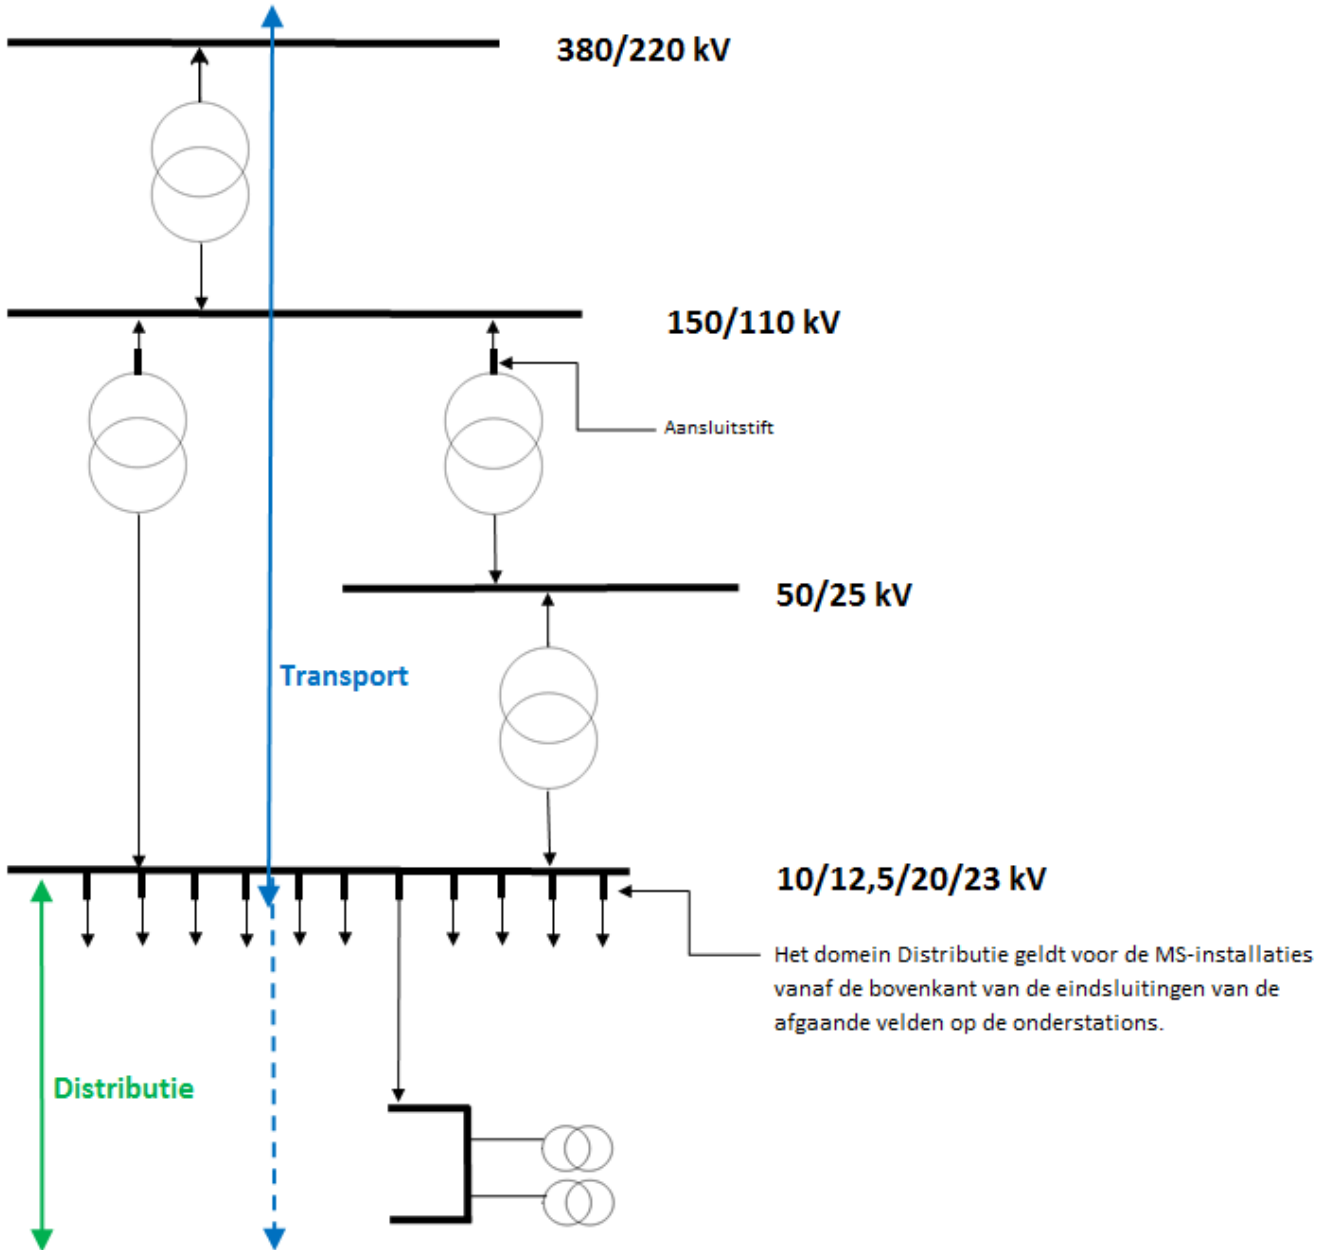 380/220 kV
150/110 kV
Aansluitstift
50/25 kV
Transport
10/12,5/20/23 kV
Het domein Distributie geldt voor de MS-installaties
vanaf de bovenkant van de eindsluitingen van de
afgaande velden op de onderstations.
Distributie